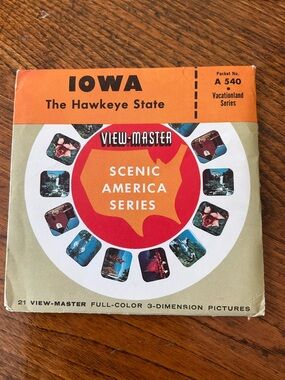 IOWA
The Hawkeye State
Packet No.
A 540
•
Vacationland
Series
VIEW-MASTER
SCENIC
AMERICA
SERIES
21 VIEW-MASTER FULL-COLOR 3-DIMENSION PICTURES